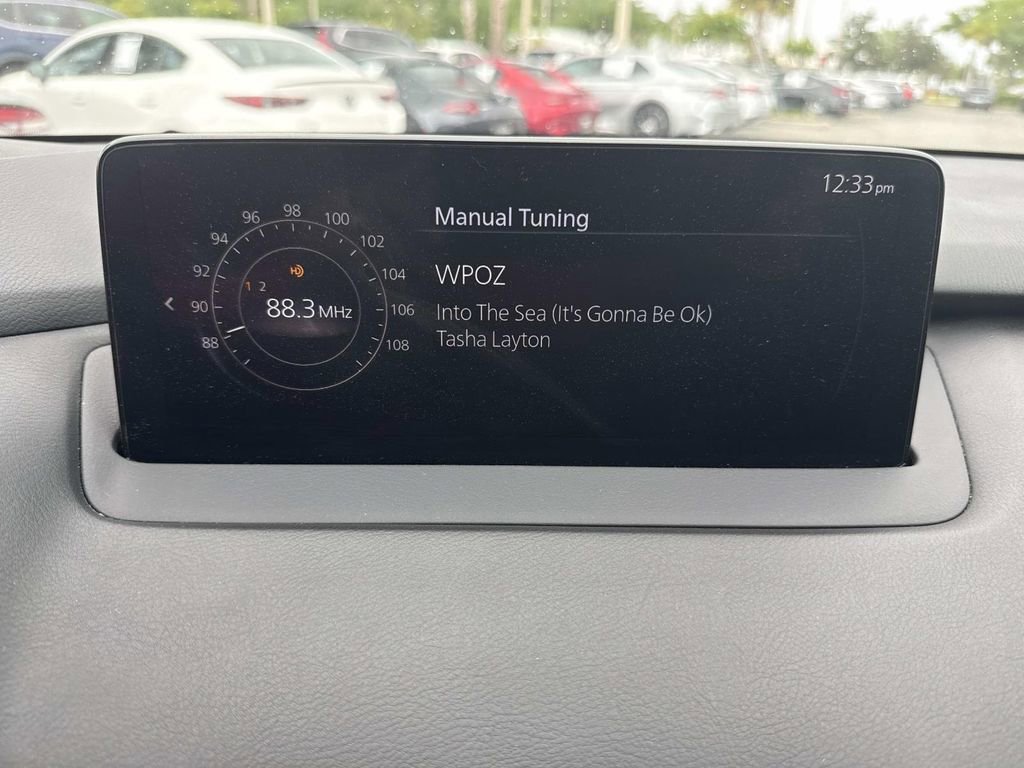 12:33pm
Manual Tuning
94 96 98 100 102
92 104
90 106
88 108
HD
1 2
88.3 MHz
WPOZ
Into The Sea (It's Gonna Be Ok)
Tasha Layton